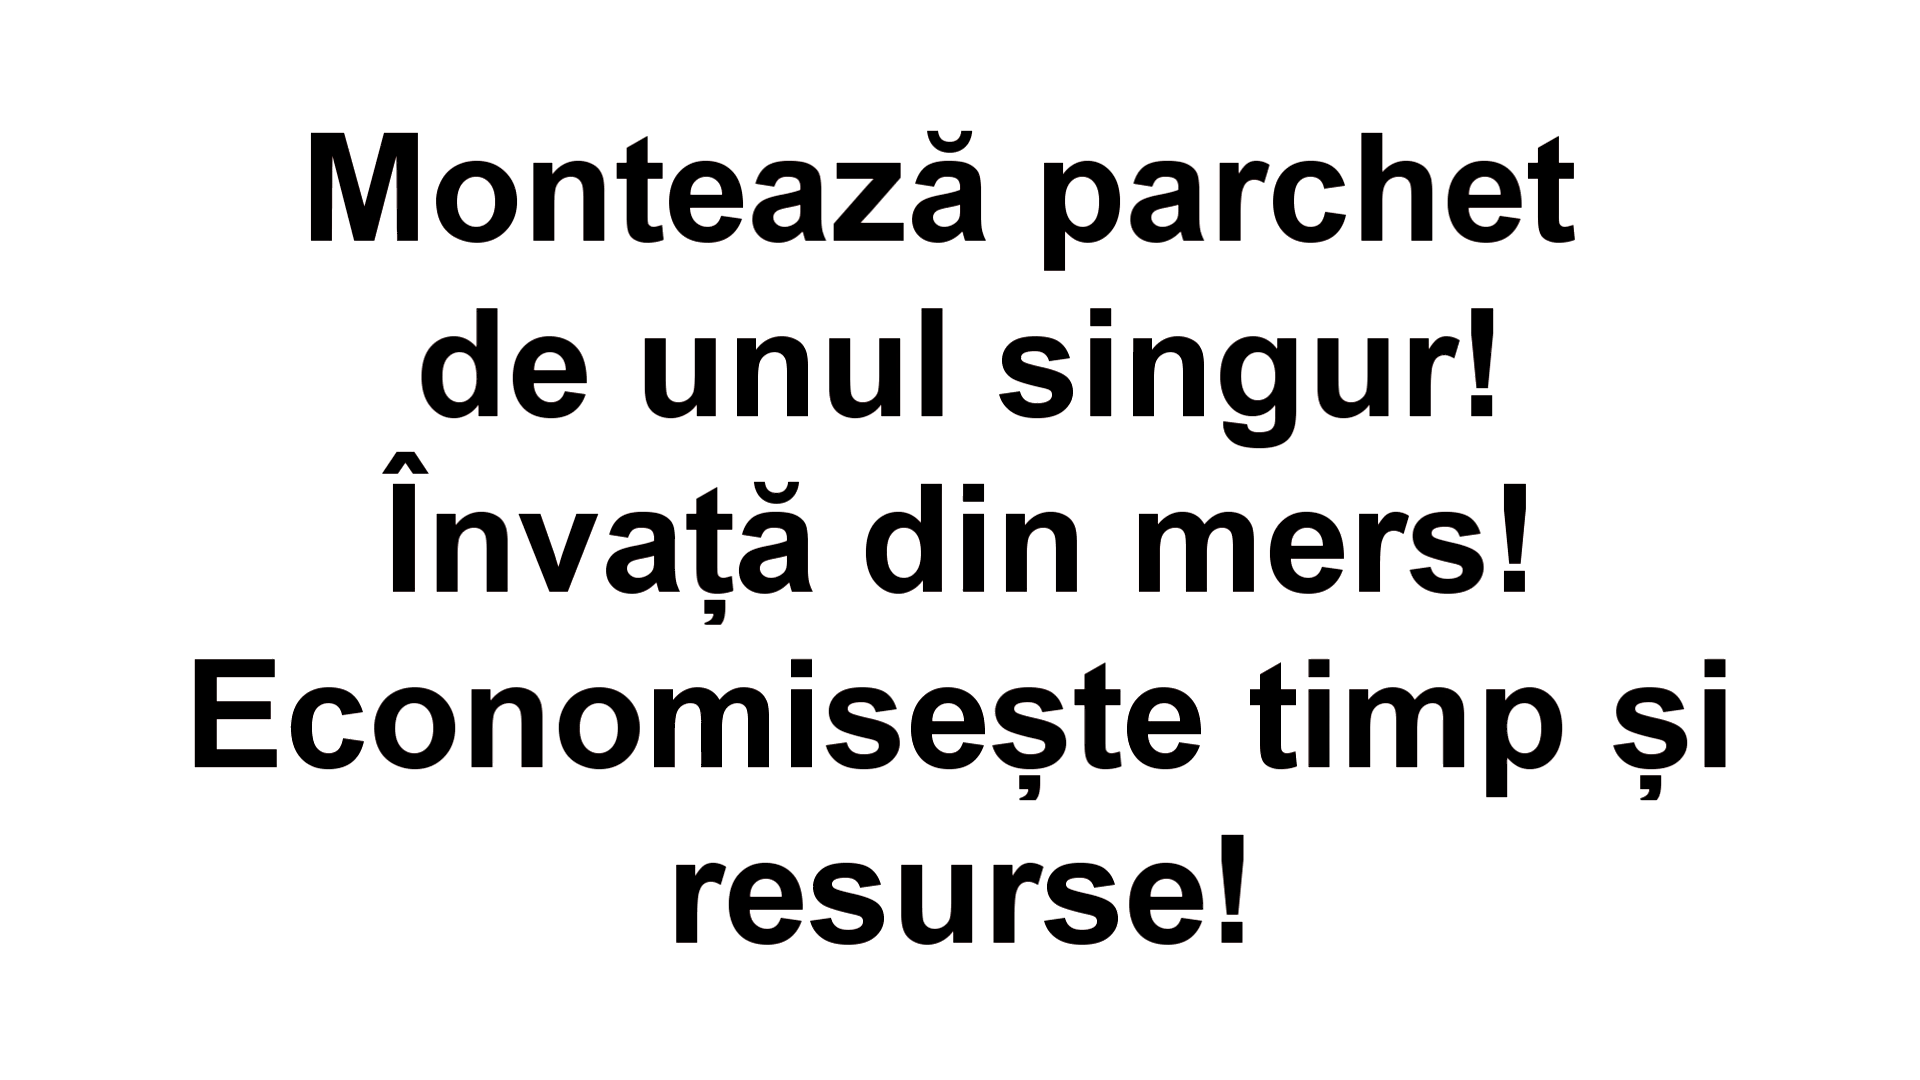 Montează parchet
de unul singur!
Învață din mers!
Economisește timp și
resurse!